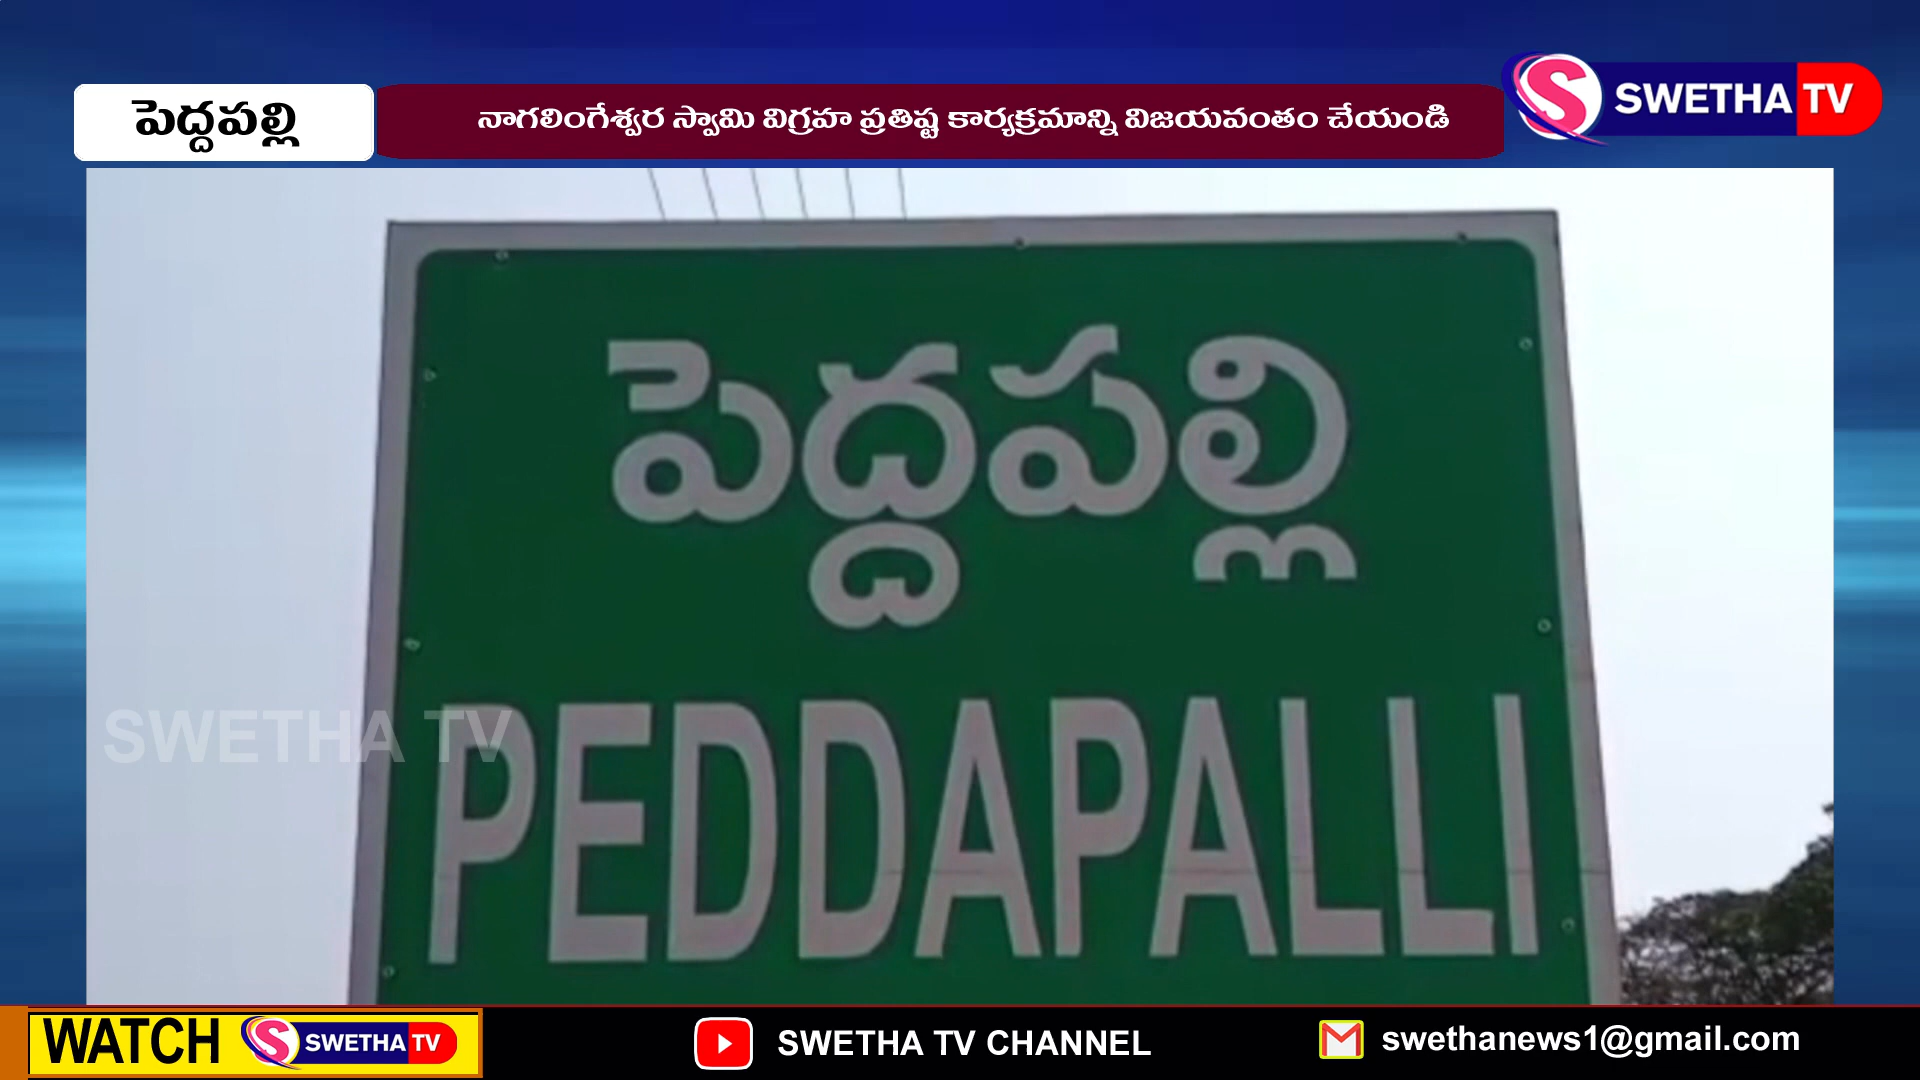 పెద్దపల్లి
నాగలింగేశ్వర స్వామి విగ్రహ ప్రతిష్ట కార్యక్రమాన్ని విజయవంతం చేయండి
SWETHA TV
పెద్దపల్లి
PEDDAPALLI
SWETHA TV
WATCH SWETHA TV
SWETHA TV CHANNEL
swethanews1@gmail.com